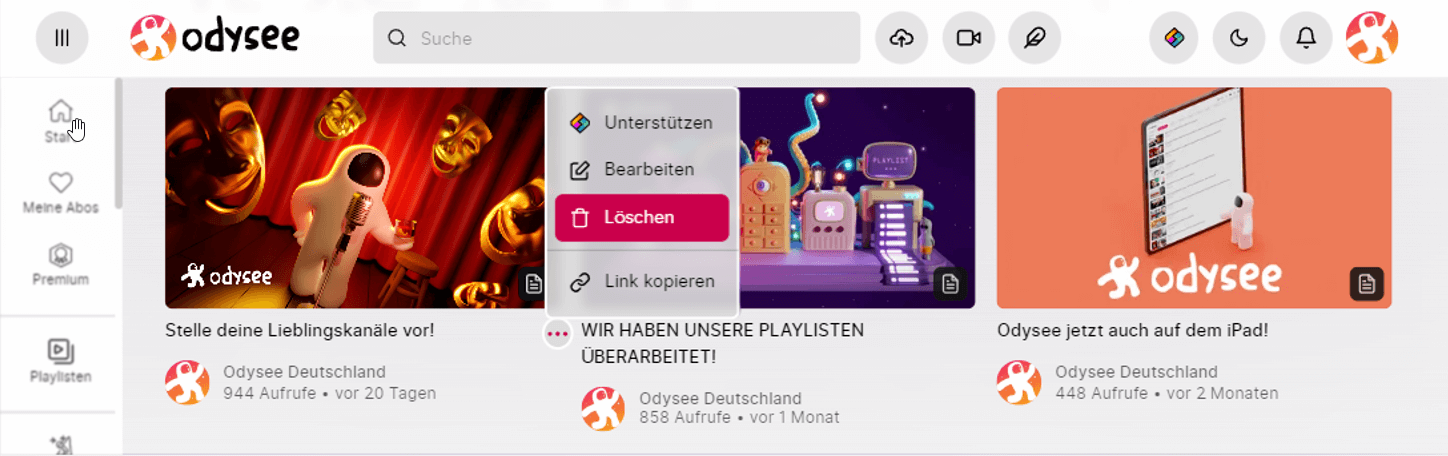 odysee
Suche
Start
Meine Abos
Premium
Playlisten
Unterstützen
Bearbeiten
Löschen
Link kopieren
odysee
PLAYLIST
odysee
Stelle deine Lieblingskanäle vor!
Odysee Deutschland
944 Aufrufe • vor 20 Tagen
WIR HABEN UNSERE PLAYLISTEN
ÜBERARBEITET!
Odysee Deutschland
858 Aufrufe • vor 1 Monat
Odysee jetzt auch auf dem iPad!
Odysee Deutschland
448 Aufrufe • vor 2 Monaten